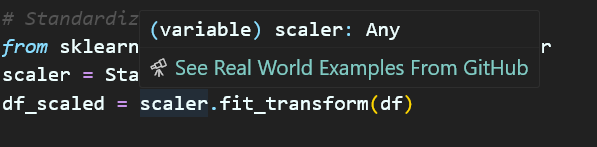 # Standardiz
(variable) scaler: Any
from sklearn
See Real World Examples From GitHub
scaler = Sta
df_scaled = scaler.fit_transform(df)